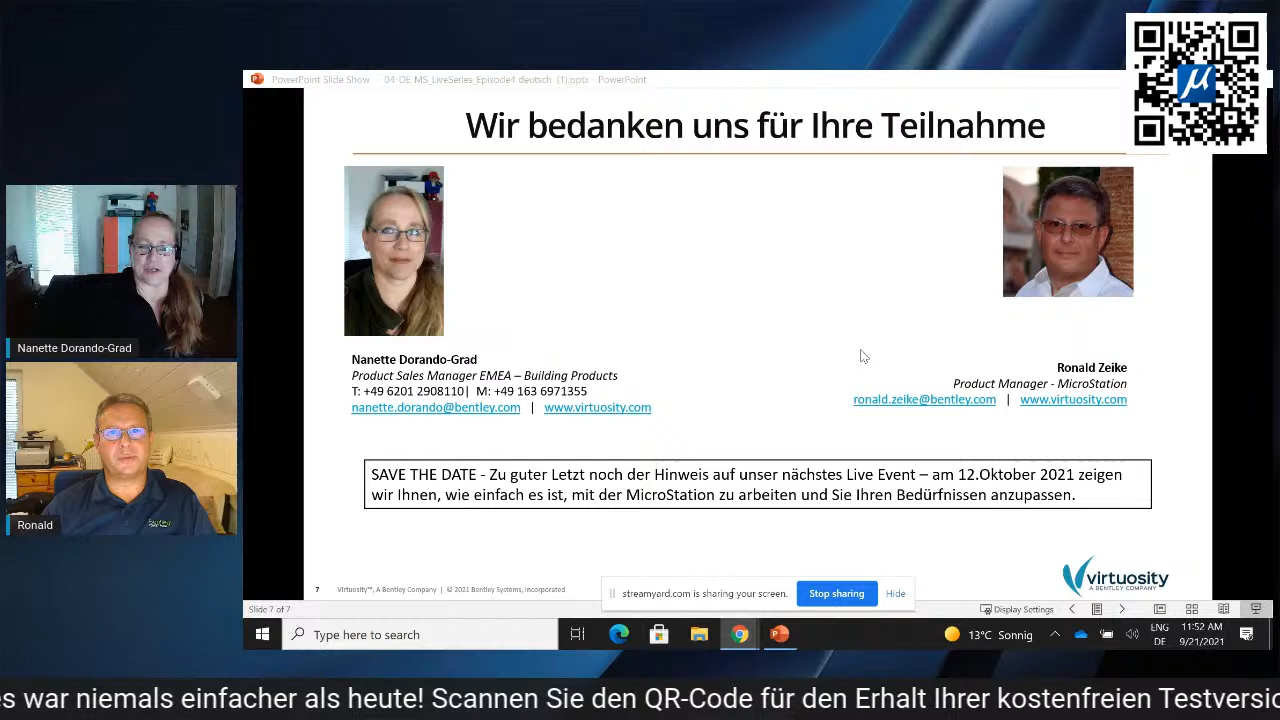 PowerPoint Slide Show - 04-DE MS_LiveSeries_Episode4 deutsch (1).pptx - PowerPoint
Wir bedanken uns für Ihre Teilnahme
Nanette Dorando-Grad
Ronald
Nanette Dorando-Grad
Product Sales Manager EMEA – Building Products
T: +49 6201 2908110| M: +49 163 6971355
nanette.dorando@bentley.com | www.virtuosity.com
Ronald Zeike
Product Manager - MicroStation
ronald.zeike@bentley.com | www.virtuosity.com
SAVE THE DATE - Zu guter Letzt noch der Hinweis auf unser nächstes Live Event – am 12.Oktober 2021 zeigen
wir Ihnen, wie einfach es ist, mit der MicroStation zu arbeiten und Sie Ihren Bedürfnissen anzupassen.
7 Virtuosity™, A Bentley Company | © 2021 Bentley Systems, Incorporated
virtuosity
A BENTLEY COMPANY
streamyard.com is sharing your screen. Stop sharing Hide
Slide 7 of 7
Display Settings
Type here to search
13°C Sonnig
ENG
DE
11:52 AM
9/21/2021
es war niemals einfacher als heute! Scannen Sie den QR-Code für den Erhalt Ihrer kostenfreien Testversio